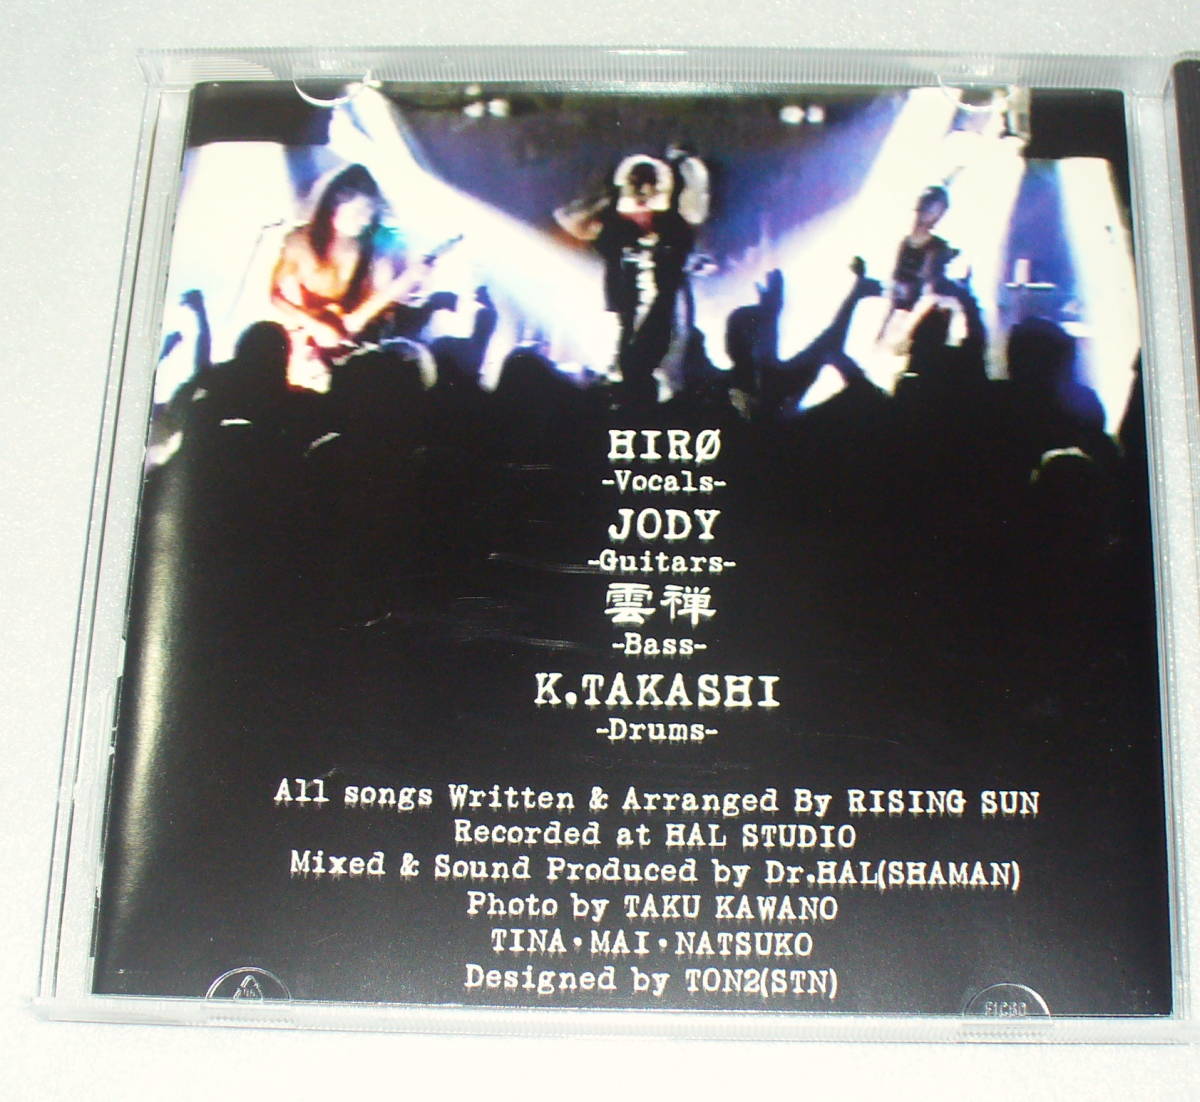 HIRØ
-Vocals-
JODY
-Guitars-
雲禅
-Bass-
K.TAKASHI
-Drums-
All songs Written & Arranged By RISING SUN
Recorded at HAL STUDIO
Mixed & Sound Produced by Dr.HAL(SHAMAN)
Photo by TAKU KAWANO
TINA・MAI・NATSUKO
Designed by TON2(STN)